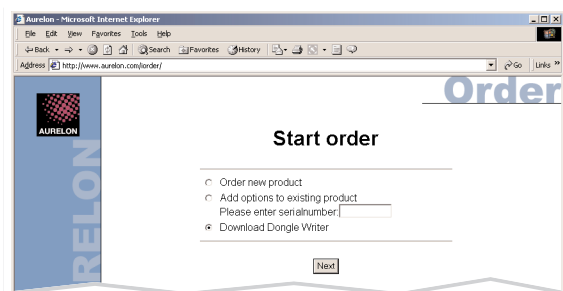 Aurelon - Microsoft Internet Explorer
File Edit View Favorites Tools Help
Back Search Favorites History
Address http://www.aurelon.com/iorder/ Go Links »
Order
AURELON
Start order
Order new product
Add options to existing product
Please enter serialnumber:
Download Dongle Writer
Next
RELON